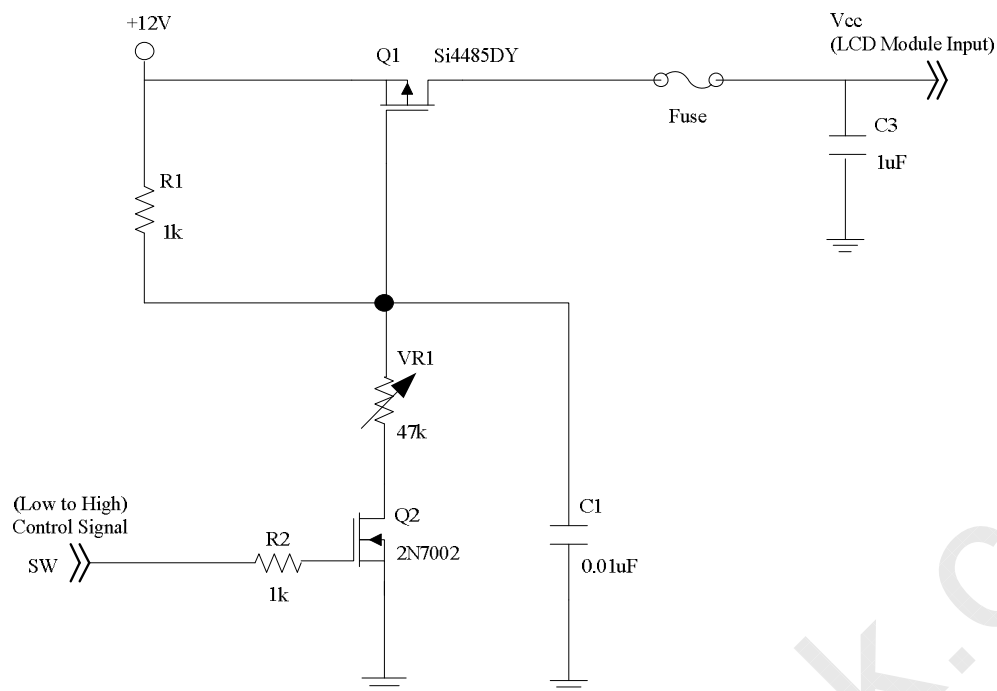 +12V
Vcc
(LCD Module Input)
Q1
Si4485DY
Fuse
C3
1uF
R1
1k
VR1
47k
(Low to High)
Control Signal
SW
R2
1k
Q2
2N7002
C1
0.01uF